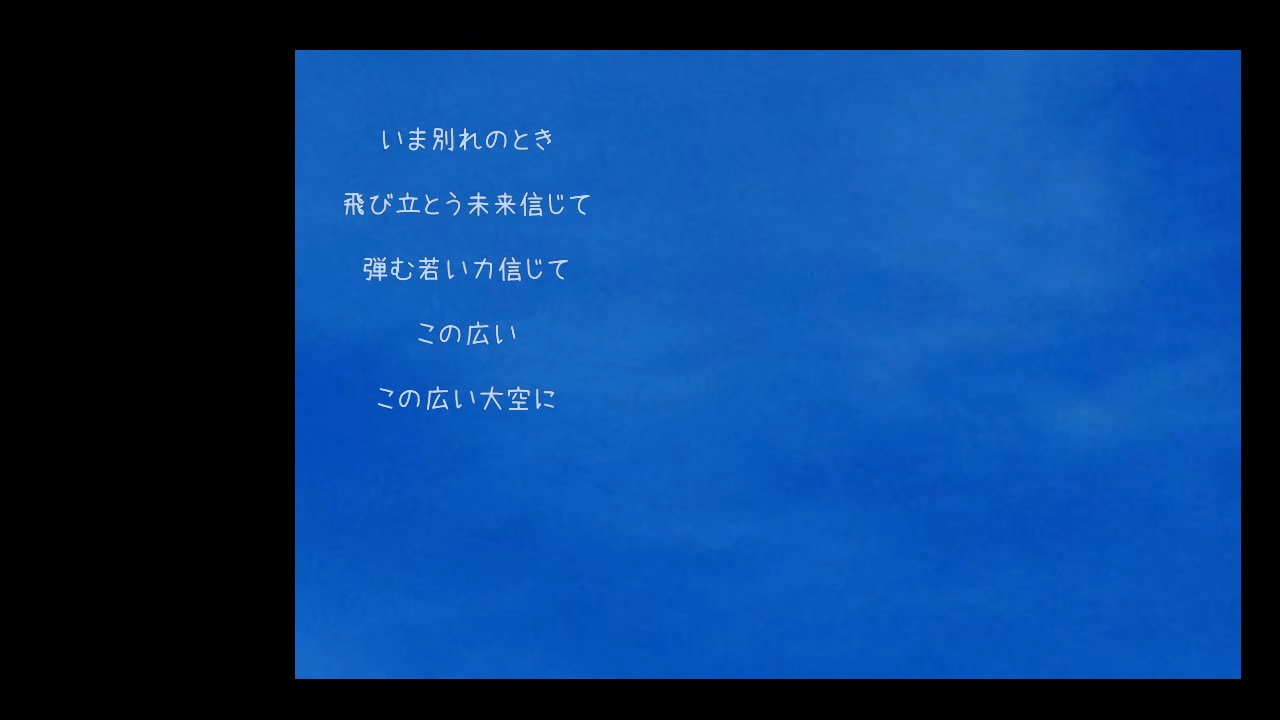 いま別れのとき
飛び立とう未来信じて
弾む若い力信じて
この広い
この広い大空に